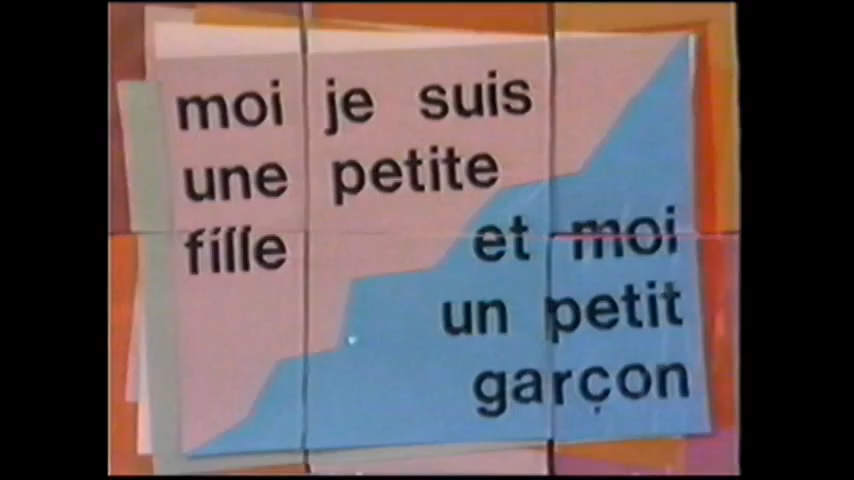 moi je suis
une petite
fille
et moi
un petit
garçon